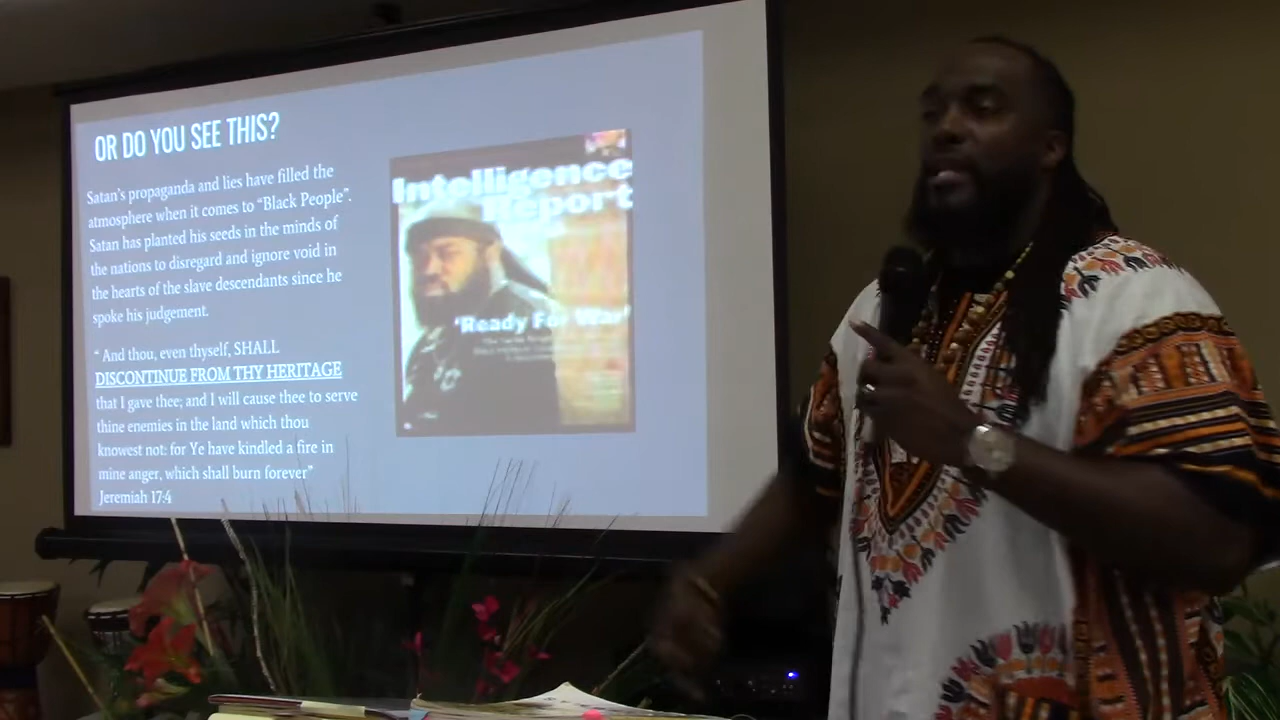 OR DO YOU SEE THIS?
Satan's propaganda and lies have filled the
atmosphere when it comes to “Black People”.
Satan has planted his seeds in the minds of
the nations to disregard and ignore void in
the hearts of the slave descendants since he
spoke his judgement.
“ And thou, even thyself, SHALL
DISCONTINUE FROM THY HERITAGE
that I gave thee; and I will cause thee to serve
thine enemies in the land which thou
knowest not: for Ye have kindled a fire in
mine anger, which shall burn forever”
Jeremiah 17:4
Intelligence
Report
'Ready For War'